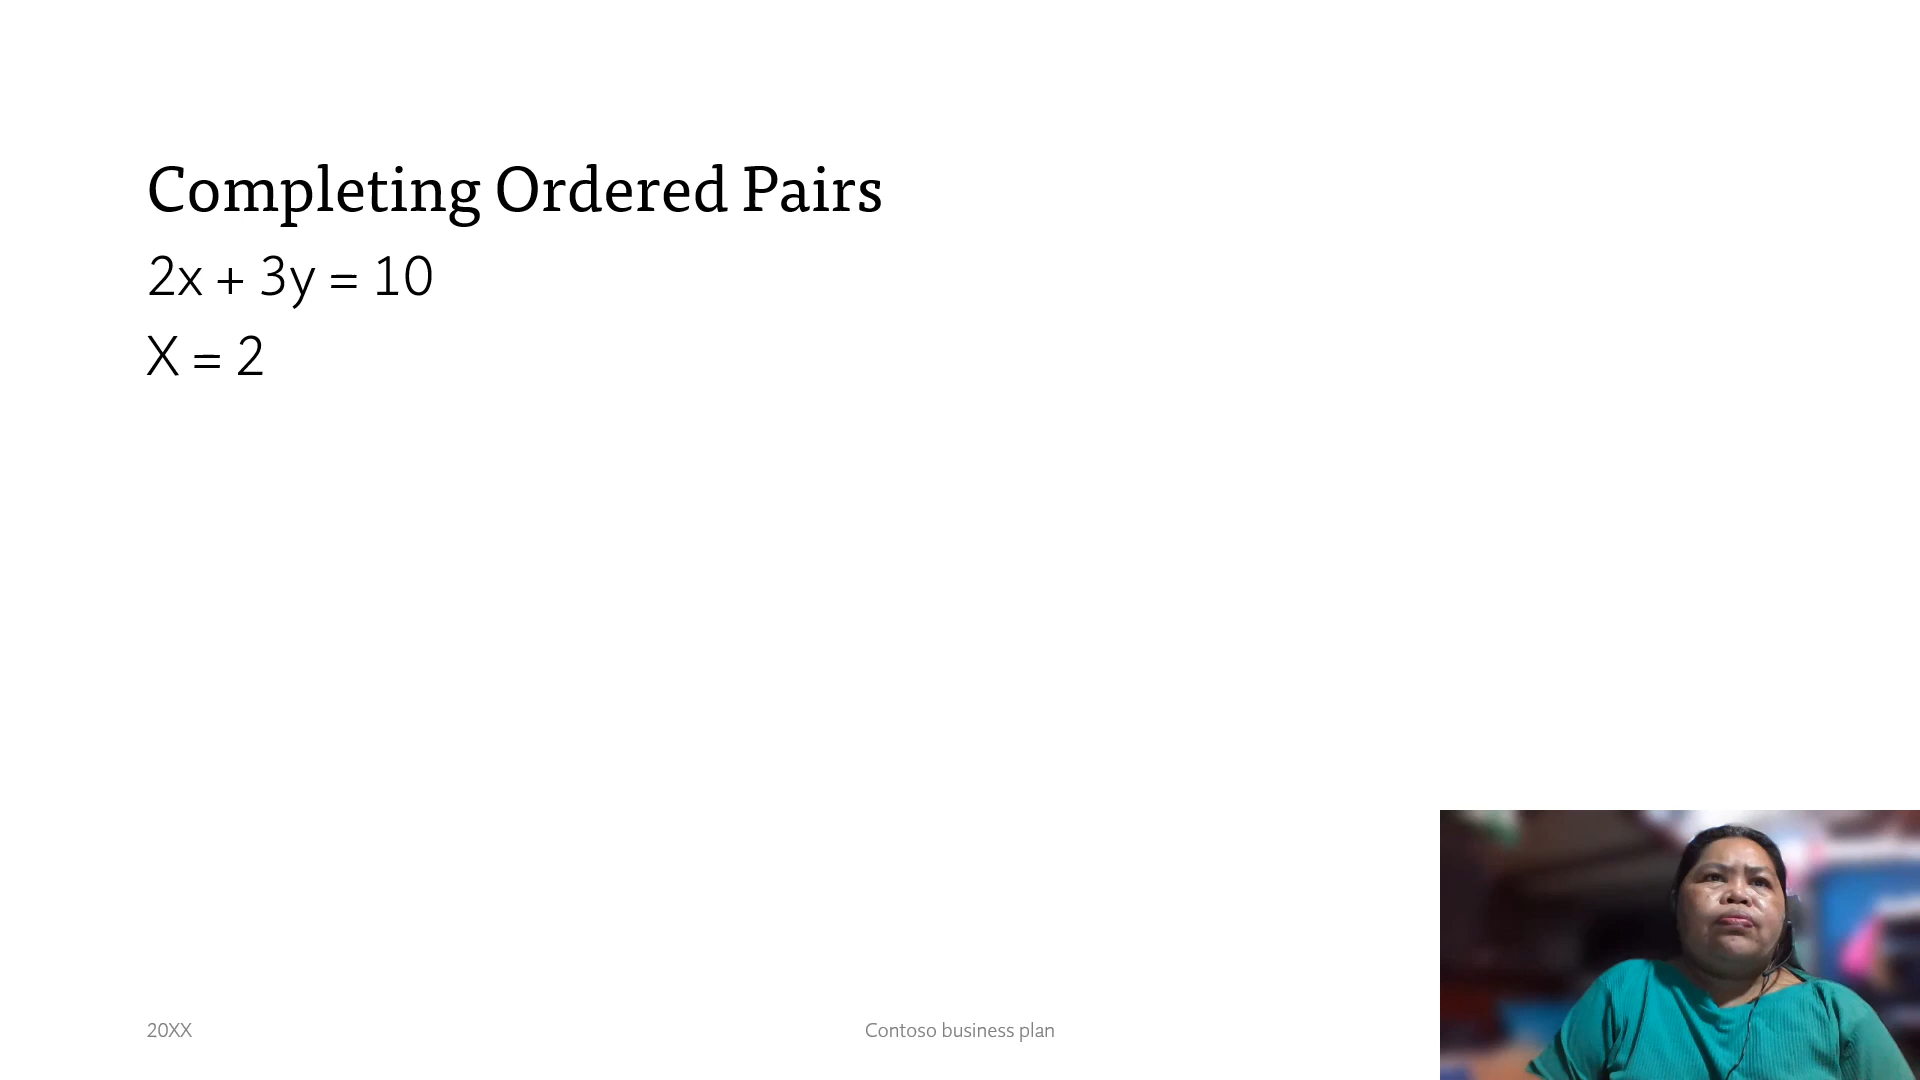 Completing Ordered Pairs
2x + 3y = 10
X = 2
20XX
Contoso business plan